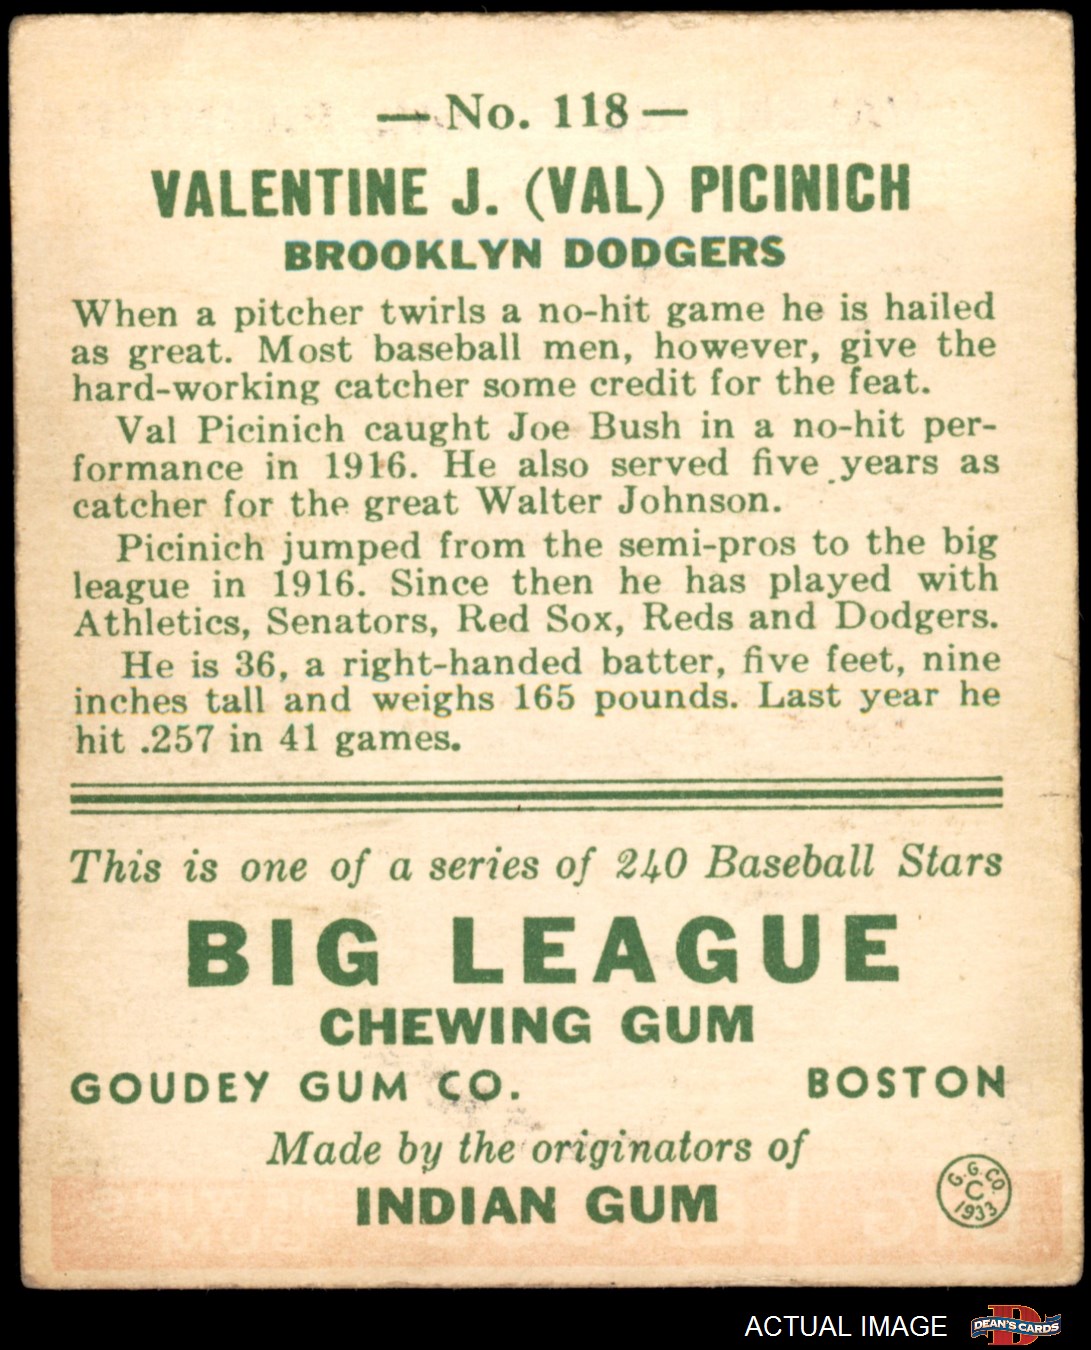 — No. 118 —
VALENTINE J. (VAL) PICINICH
BROOKLYN DODGERS
When a pitcher twirls a no-hit game he is hailed
as great. Most baseball men, however, give the
hard-working catcher some credit for the feat.
Val Picinich caught Joe Bush in a no-hit per-
formance in 1916. He also served five years as
catcher for the great Walter Johnson.
Picinich jumped from the semi-pros to the big
league in 1916. Since then he has played with
Athletics, Senators, Red Sox, Reds and Dodgers.
He is 36, a right-handed batter, five feet, nine
inches tall and weighs 165 pounds. Last year he
hit .257 in 41 games.
This is one of a series of 240 Baseball Stars
BIG LEAGUE
CHEWING GUM
GOUDEY GUM CO. BOSTON
Made by the originators of
INDIAN GUM
G. G. CO.
C
1933
ACTUAL IMAGE
D
DEAN'S CARDS